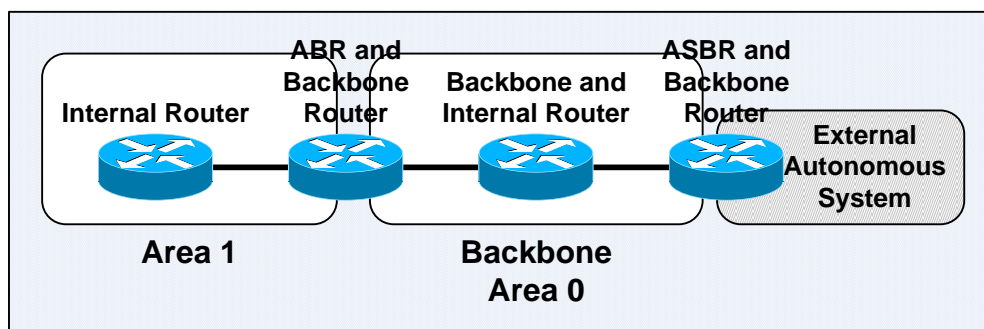 Internal Router
ABR and
Backbone
Router
Backbone and
Internal Router
ASBR and
Backbone
Router
External
Autonomous
System
Area 1
Backbone
Area 0